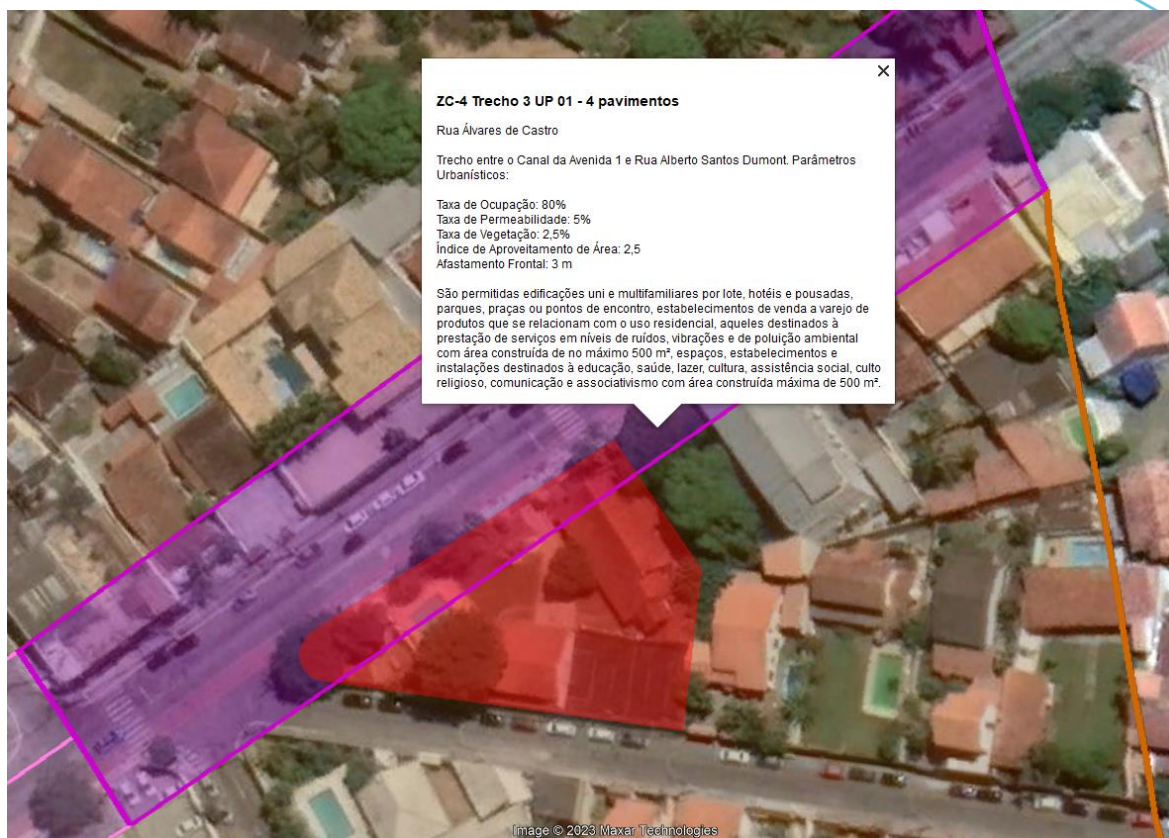 ZC-4 Trecho 3 UP 01 - 4 pavimentos
Rua Álvares de Castro
Trecho entre o Canal da Avenida 1 e Rua Alberto Santos Dumont. Parâmetros
Urbanísticos:
Taxa de Ocupação: 80%
Taxa de Permeabilidade: 5%
Taxa de Vegetação: 2,5%
Índice de Aproveitamento de Área: 2,5
Afastamento Frontal: 3 m
São permitidas edificações uni e multifamiliares por lote, hotéis e pousadas,
parques, praças ou pontos de encontro, estabelecimentos de venda a varejo de
produtos que se relacionam com o uso residencial, aqueles destinados à
prestação de serviços em níveis de ruídos, vibrações e de poluição ambiental
com área construída de no máximo 500 m², espaços, estabelecimentos e
instalações destinados à educação, saúde, lazer, cultura, assistência social, culto
religioso, comunicação e associativismo com área construída máxima de 500 m².
Image © 2023 Maxar Technologies